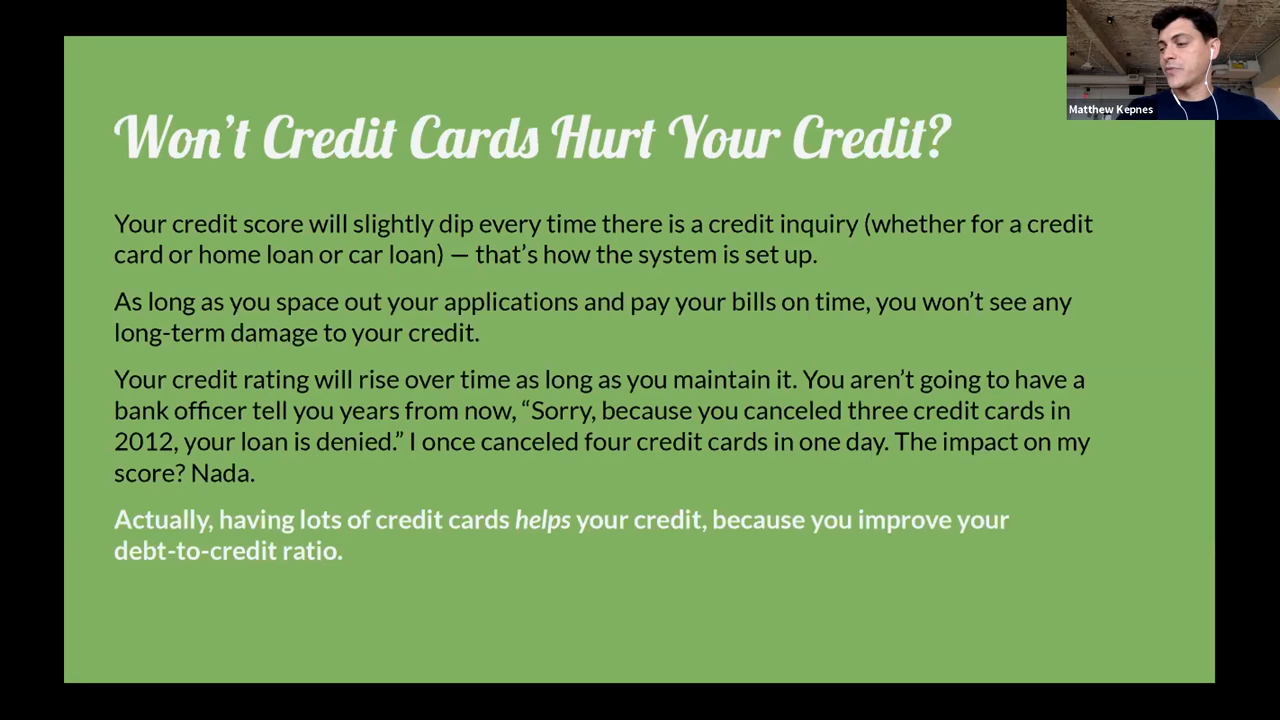 Matthew Kepnes
Won’t Credit Cards Hurt Your Credit?
Your credit score will slightly dip every time there is a credit inquiry (whether for a credit
card or home loan or car loan) — that’s how the system is set up.
As long as you space out your applications and pay your bills on time, you won’t see any
long-term damage to your credit.
Your credit rating will rise over time as long as you maintain it. You aren’t going to have a
bank officer tell you years from now, “Sorry, because you canceled three credit cards in
2012, your loan is denied.” I once canceled four credit cards in one day. The impact on my
score? Nada.
Actually, having lots of credit cards helps your credit, because you improve your
debt-to-credit ratio.